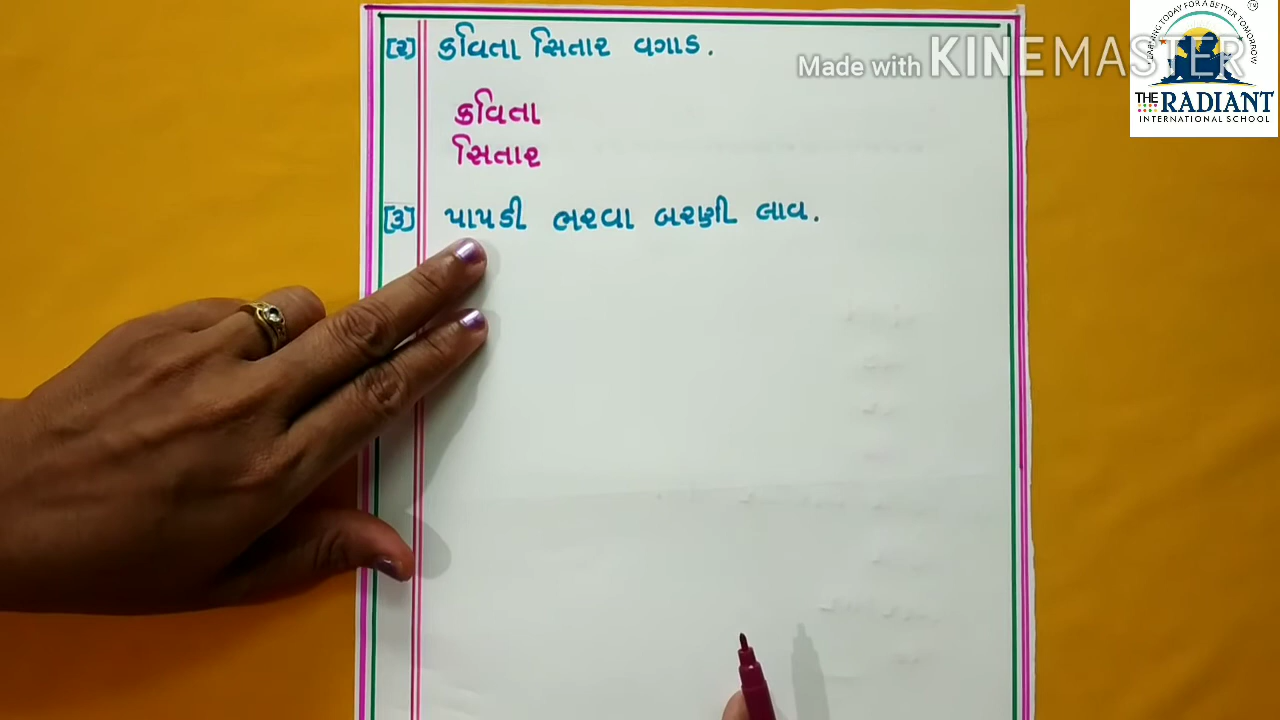 [૨] કવિતા સિતાર વગાડ.
કવિતા
સિતાર
[૩] પાપડી ભરવા બરણી લાવ.
Made with KINEMASTER
THE RADIANT
INTERNATIONAL SCHOOL